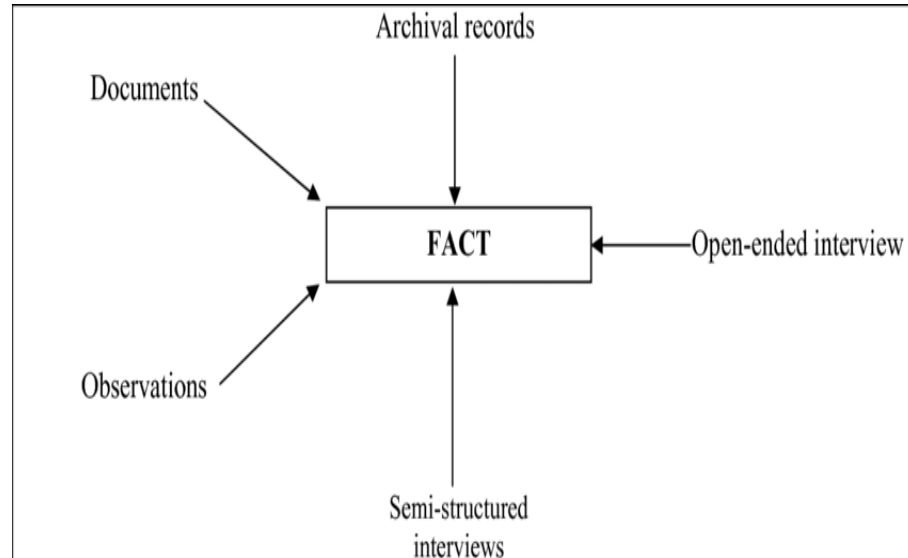 Archival records
Documents
FACT
Open-ended interview
Observations
Semi-structured
interviews